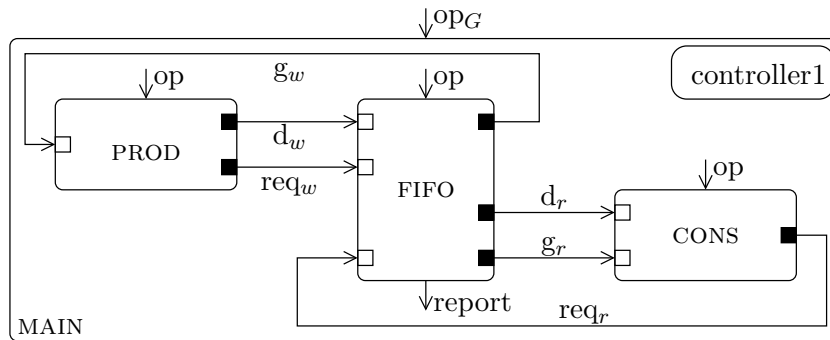 op_G
g_w
controller1
op
op
d_w
PROD
req_w
FIFO
op
d_r
CONS
g_r
report
req_r
MAIN